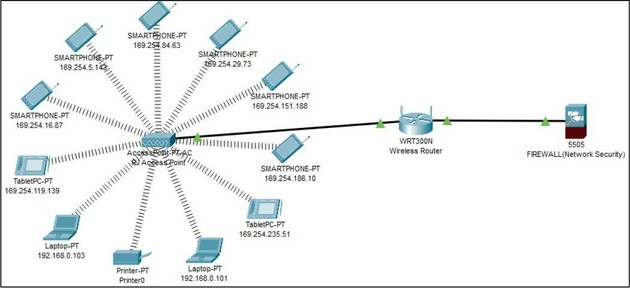 SMARTPHONE-PT
169.254.84.63
SMARTPHONE-PT
169.254.5.143
SMARTPHONE-PT
169.254.29.73
SMARTPHONE-PT
169.254.151.188
SMARTPHONE-PT
169.254.16.87
AccessPoint-PT-AC
Access Point
WRT300N
Wireless Router
5505
FIREWALL(Network Security)
SMARTPHONE-PT
169.254.186.10
TabletPC-PT
169.254.119.139
TabletPC-PT
169.254.235.51
Laptop-PT
192.168.0.103
Printer-PT
Printer0
Laptop-PT
192.168.0.101